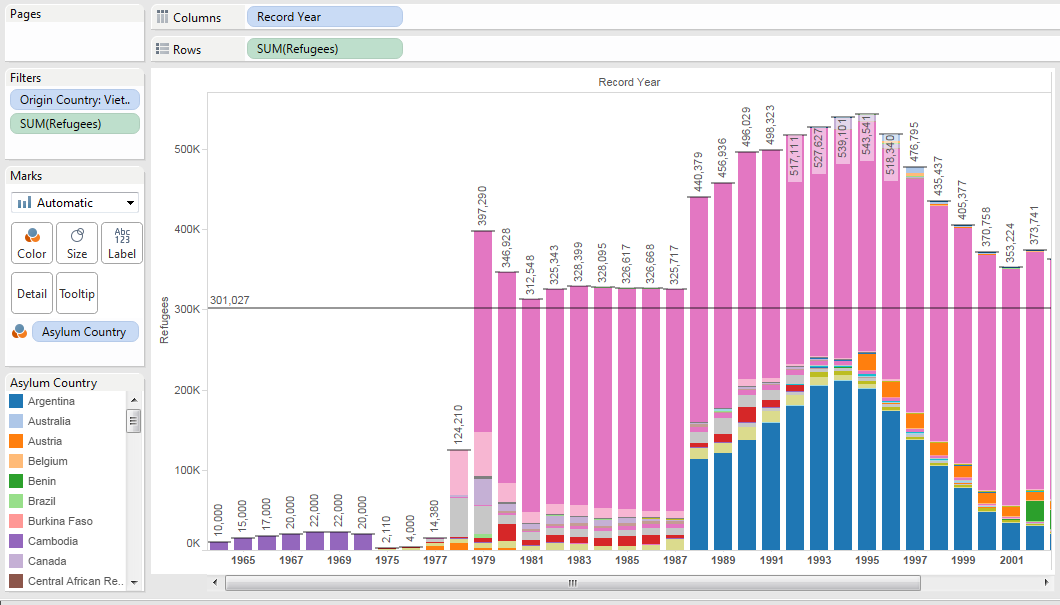 Pages
Columns
Record Year
Rows
SUM(Refugees)
Filters
Origin Country: Viet..
SUM(Refugees)
Marks
Automatic
Color
Size
Abc
123
Label
Detail
Tooltip
Asylum Country
Asylum Country
Argentina
Australia
Austria
Belgium
Benin
Brazil
Burkina Faso
Cambodia
Canada
Central African Re..
Record Year
Refugees
500K
400K
300K
200K
100K
0K
301,027
10,000
15,000
17,000
20,000
22,000
22,000
20,000
2,110
4,000
14,380
124,210
397,290
346,928
312,548
325,343
328,399
328,095
326,617
326,668
325,717
440,379
456,936
496,029
498,323
517,111
527,627
539,101
543,541
518,340
476,795
435,437
405,377
370,758
353,224
373,741
1965 1967 1969 1975 1977 1979 1981 1983 1985 1987 1989 1991 1993 1995 1997 1999 2001